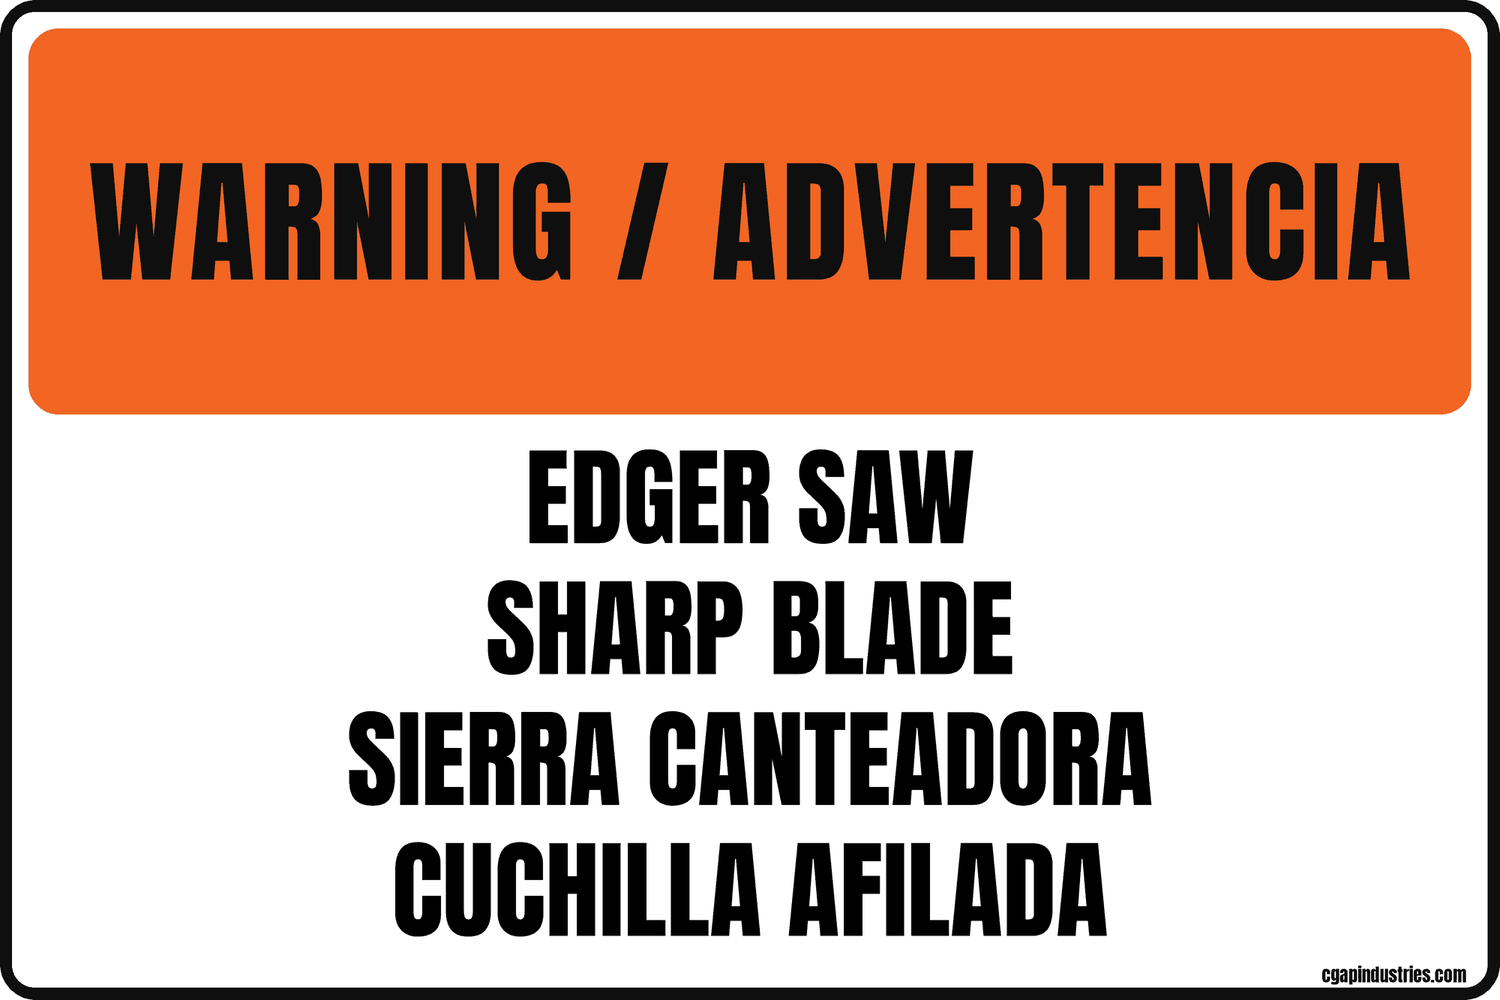 WARNING / ADVERTENCIA
EDGER SAW
SHARP BLADE
SIERRA CANTEADORA
CUCHILLA AFILADA
cgapindustries.com